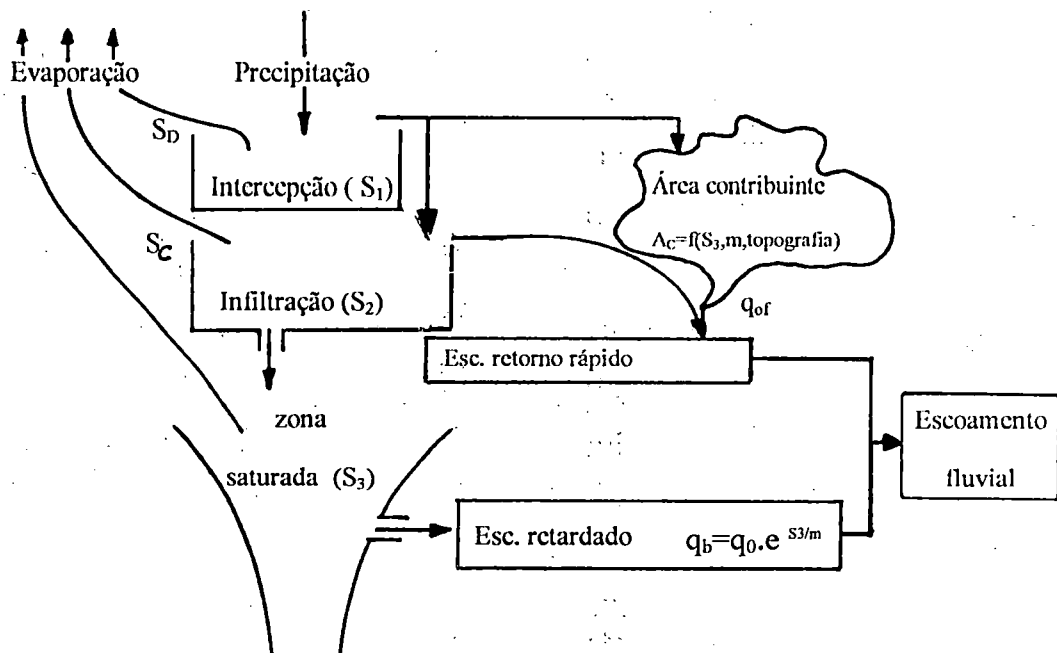 Evaporação
Precipitação
S_D
Intercepção ( S₁)
Área contribuinte
A_C=f(S₃,m,topografia)
S_C
Infiltração (S₂)
q_of
Esc. retorno rápido
zona
saturada (S₃)
Escoamento
fluvial
Esc. retardado q_b=q₀.e ^S3/m